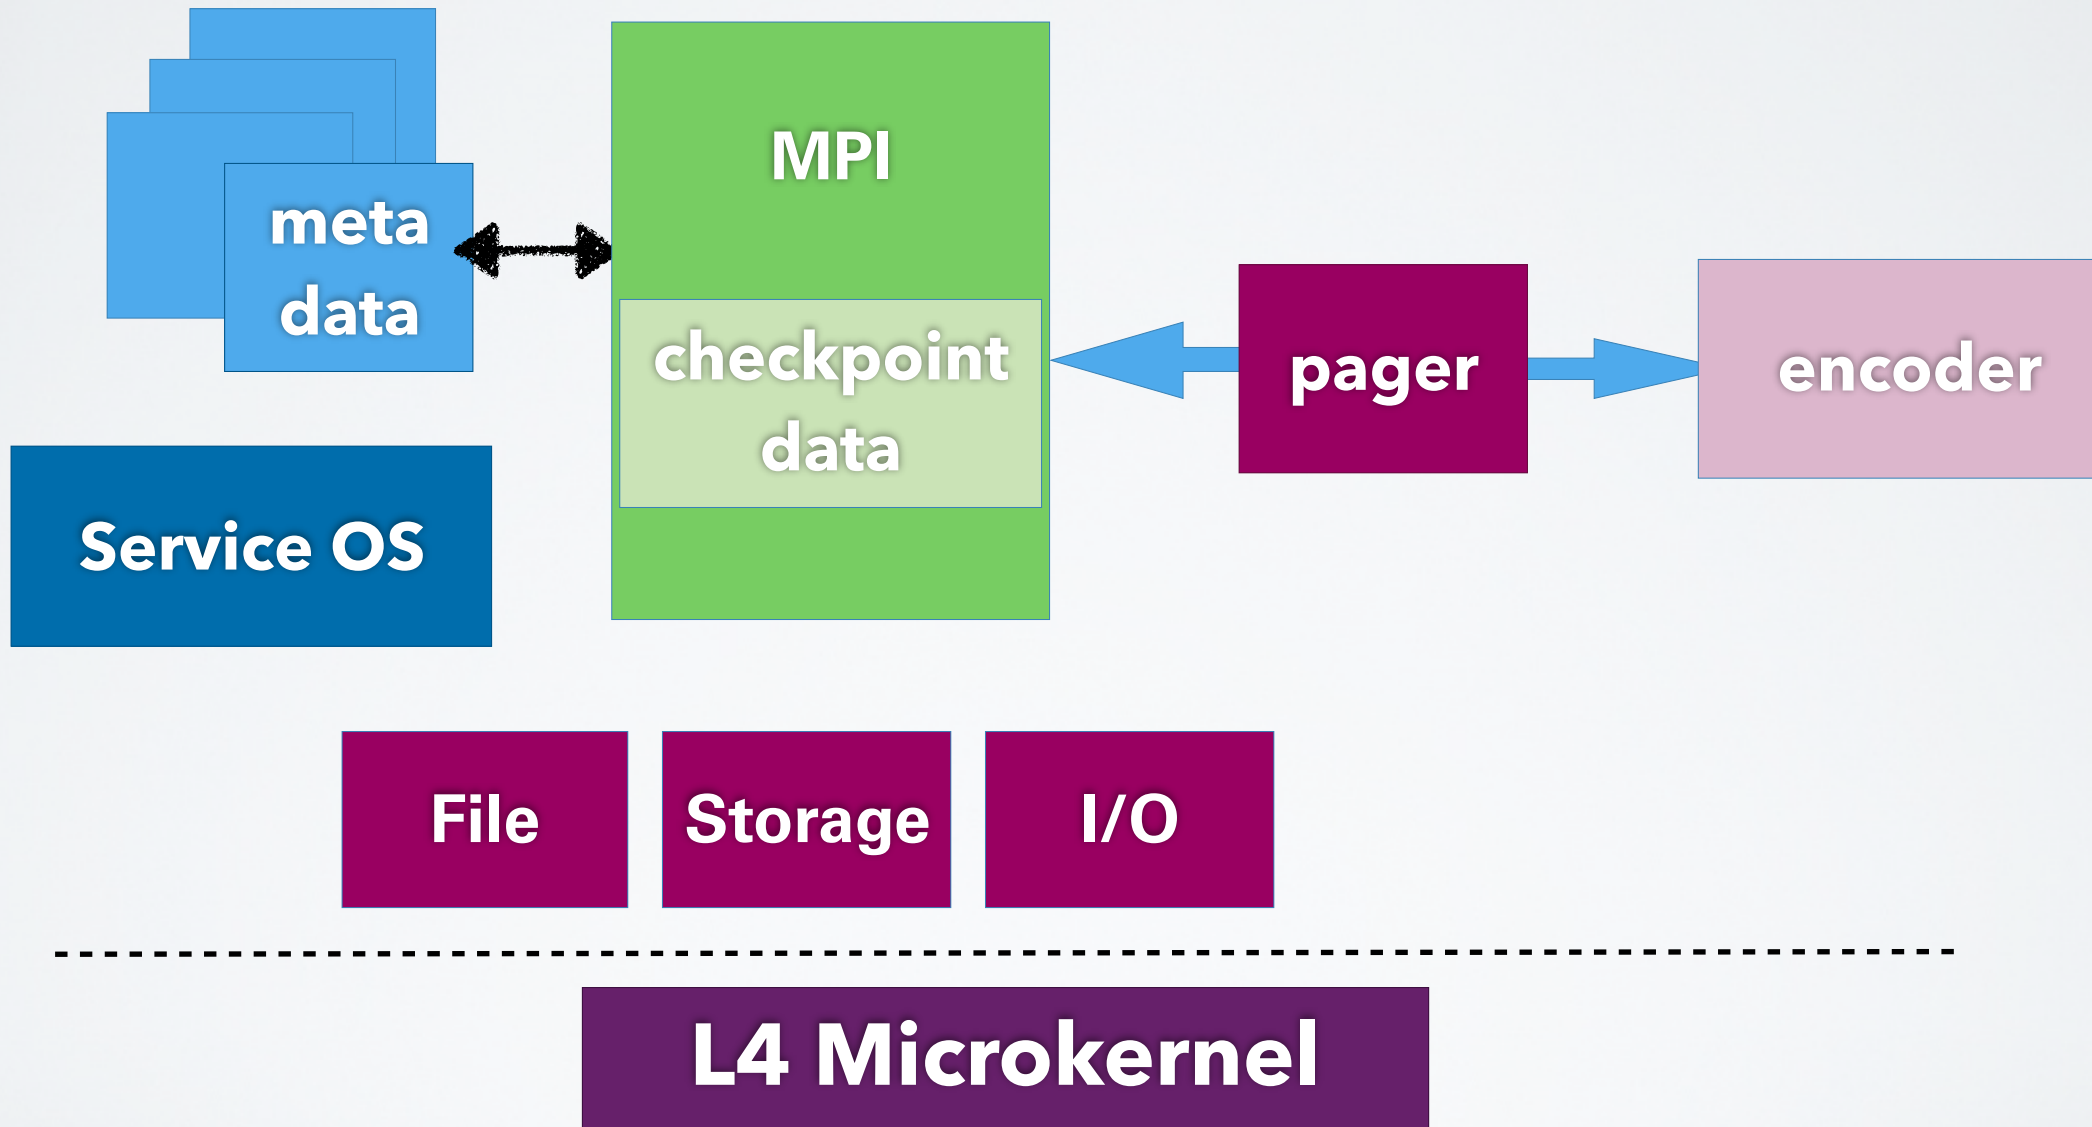 meta
data
MPI
checkpoint
data
pager
encoder
Service OS
File
Storage
I/O
L4 Microkernel